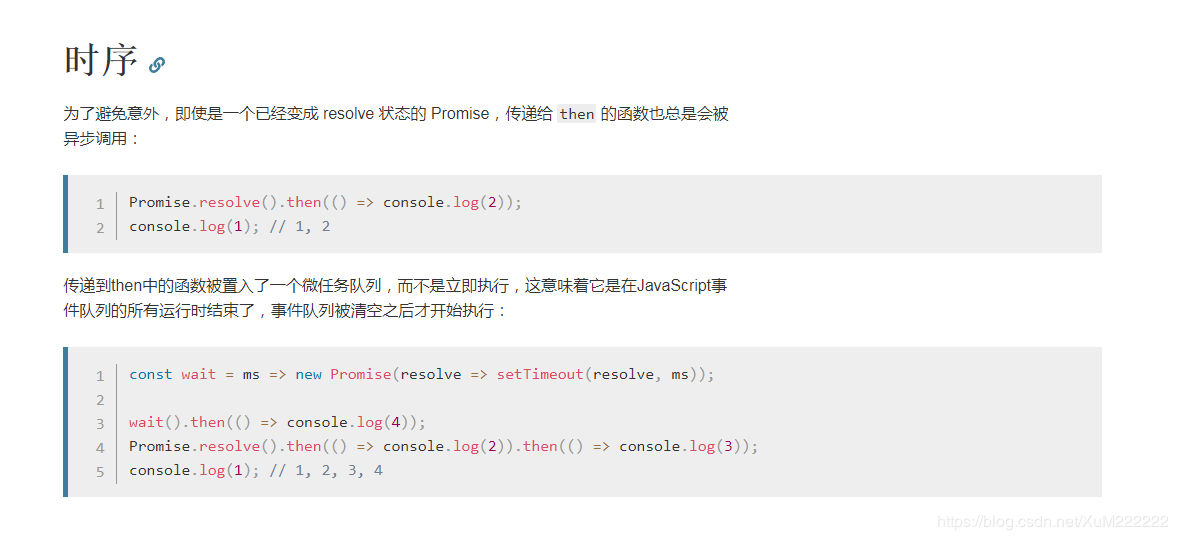 时序
为了避免意外，即使是一个已经变成 resolve 状态的 Promise，传递给 then 的函数也总是会被
异步调用：
1 Promise.resolve().then(() => console.log(2));
2 console.log(1); // 1, 2
传递到then中的函数被置入了一个微任务队列，而不是立即执行，这意味着它是在JavaScript事
件队列的所有运行时结束了，事件队列被清空之后才开始执行：
1 const wait = ms => new Promise(resolve => setTimeout(resolve, ms));
2
3 wait().then(() => console.log(4));
4 Promise.resolve().then(() => console.log(2)).then(() => console.log(3));
5 console.log(1); // 1, 2, 3, 4
https://blog.csdn.net/XuM222222